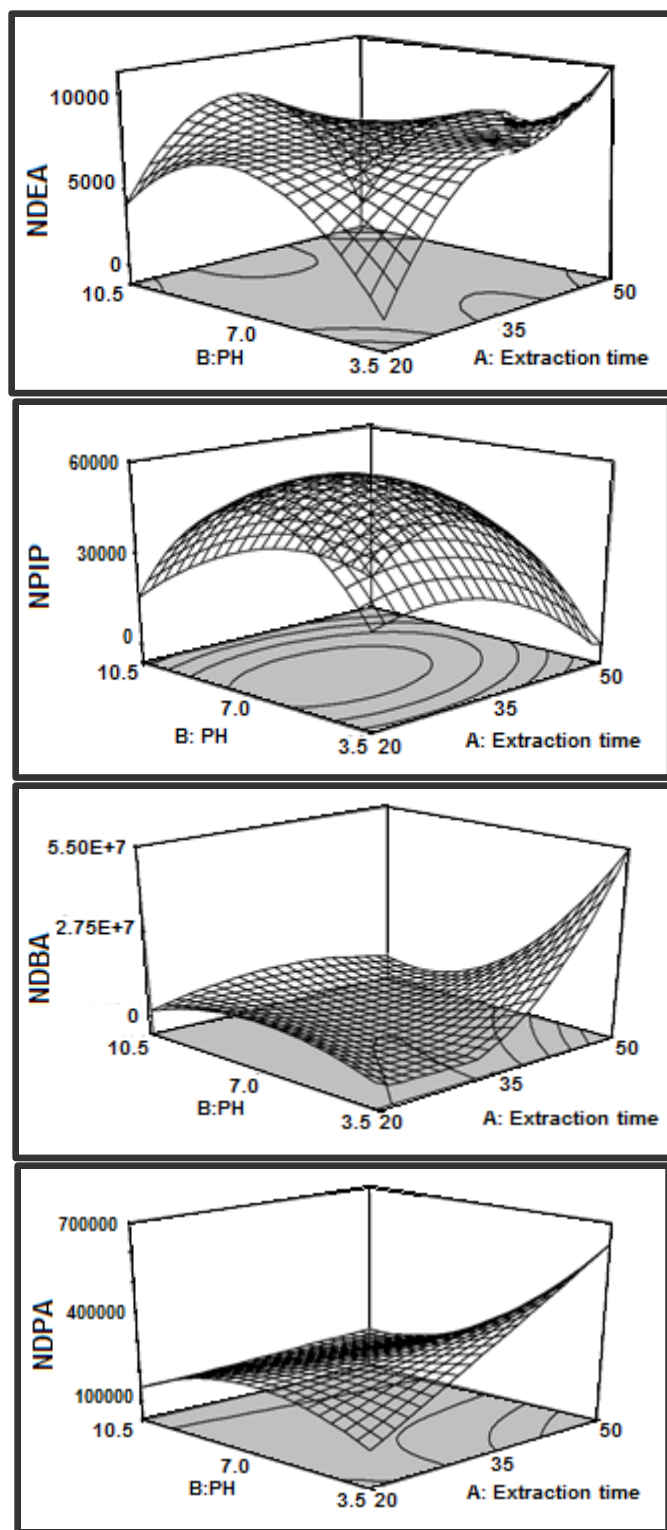 10000
5000
0
NDEA
10.5
7.0
B:PH
3.5 20
35
50
A: Extraction time
60000
30000
0
NPIP
10.5
7.0
B: PH
3.5 20
35
50
A: Extraction time
5.50E+7
2.75E+7
0
NDBA
10.5
7.0
B:PH
3.5 20
35
50
A: Extraction time
700000
400000
100000
NDPA
10.5
7.0
B:PH
3.5 20
35
50
A: Extraction time